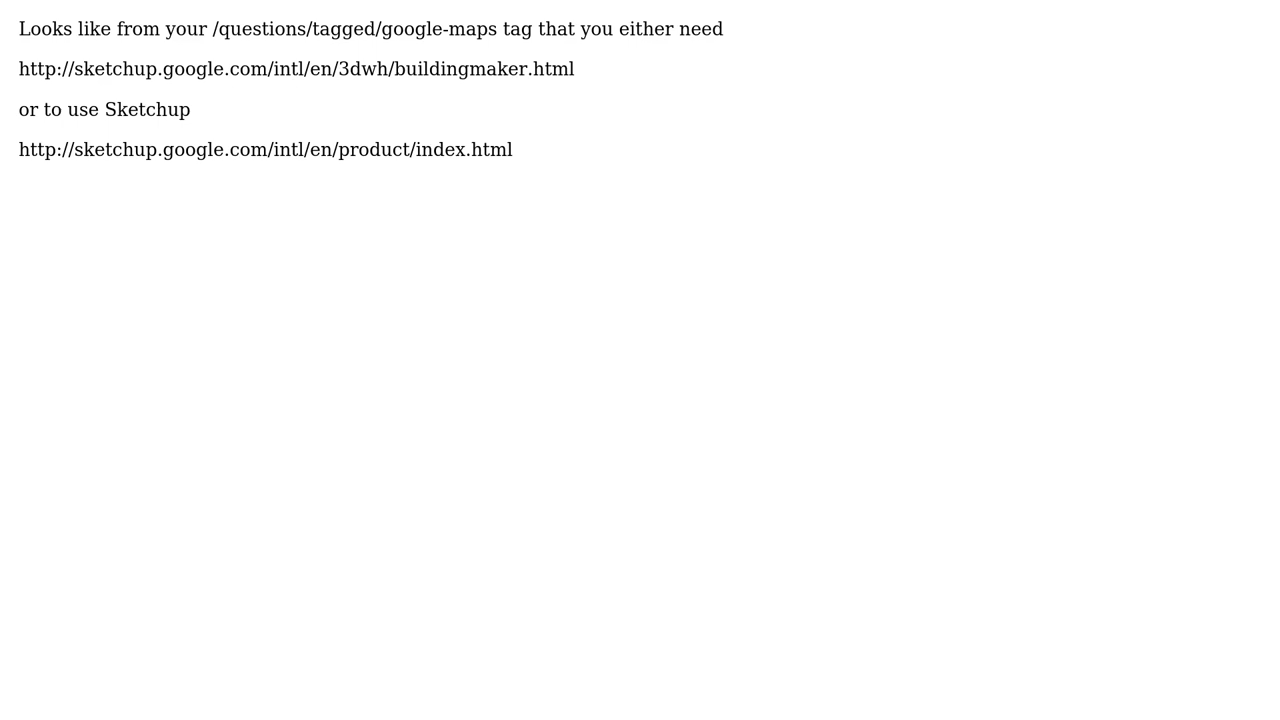 Looks like from your /questions/tagged/google-maps tag that you either need
http://sketchup.google.com/intl/en/3dwh/buildingmaker.html
or to use Sketchup
http://sketchup.google.com/intl/en/product/index.html